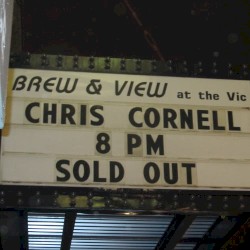 BREW & VIEW at the Vic
CHRIS CORNELL
8 PM
SOLD OUT